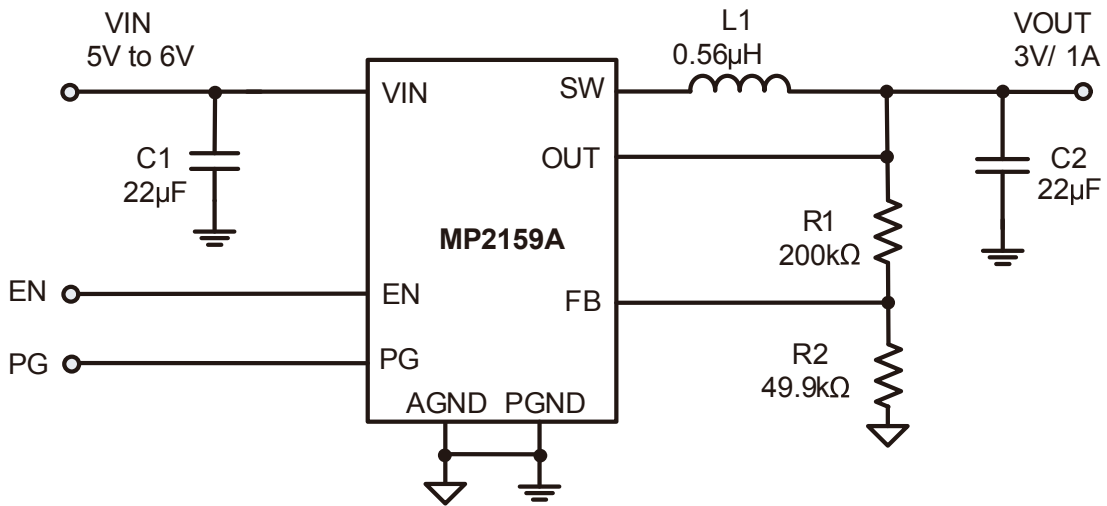 VIN
5V to 6V
L1
0.56µH
VOUT
3V/ 1A
VIN
SW
C1
22µF
OUT
C2
22µF
MP2159A
R1
200kΩ
EN
EN
FB
PG
PG
R2
49.9kΩ
AGND PGND